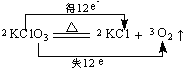 得12e⁻
²KClO₃ ══△══ ²KCl + ³O₂↑
失12e⁻